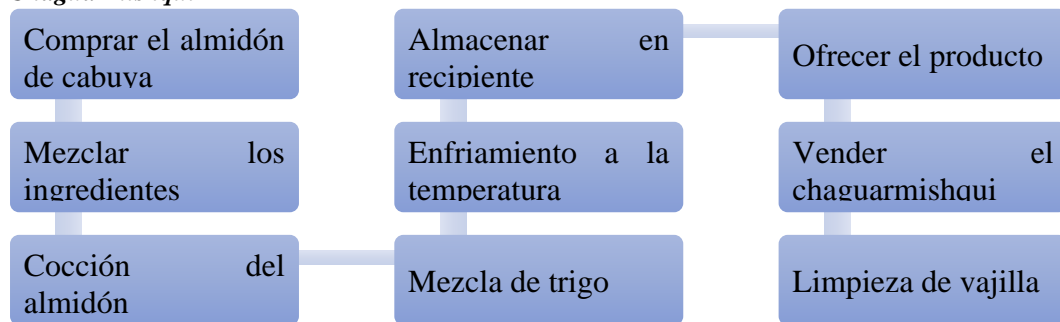 Comprar el almidón
de cabuya
Mezclar los
ingredientes
Cocción del
almidón
Mezcla de trigo
Enfriamiento a la
temperatura
Almacenar en
recipiente
Ofrecer el producto
Vender el
chaguarmishqui
Limpieza de vajilla